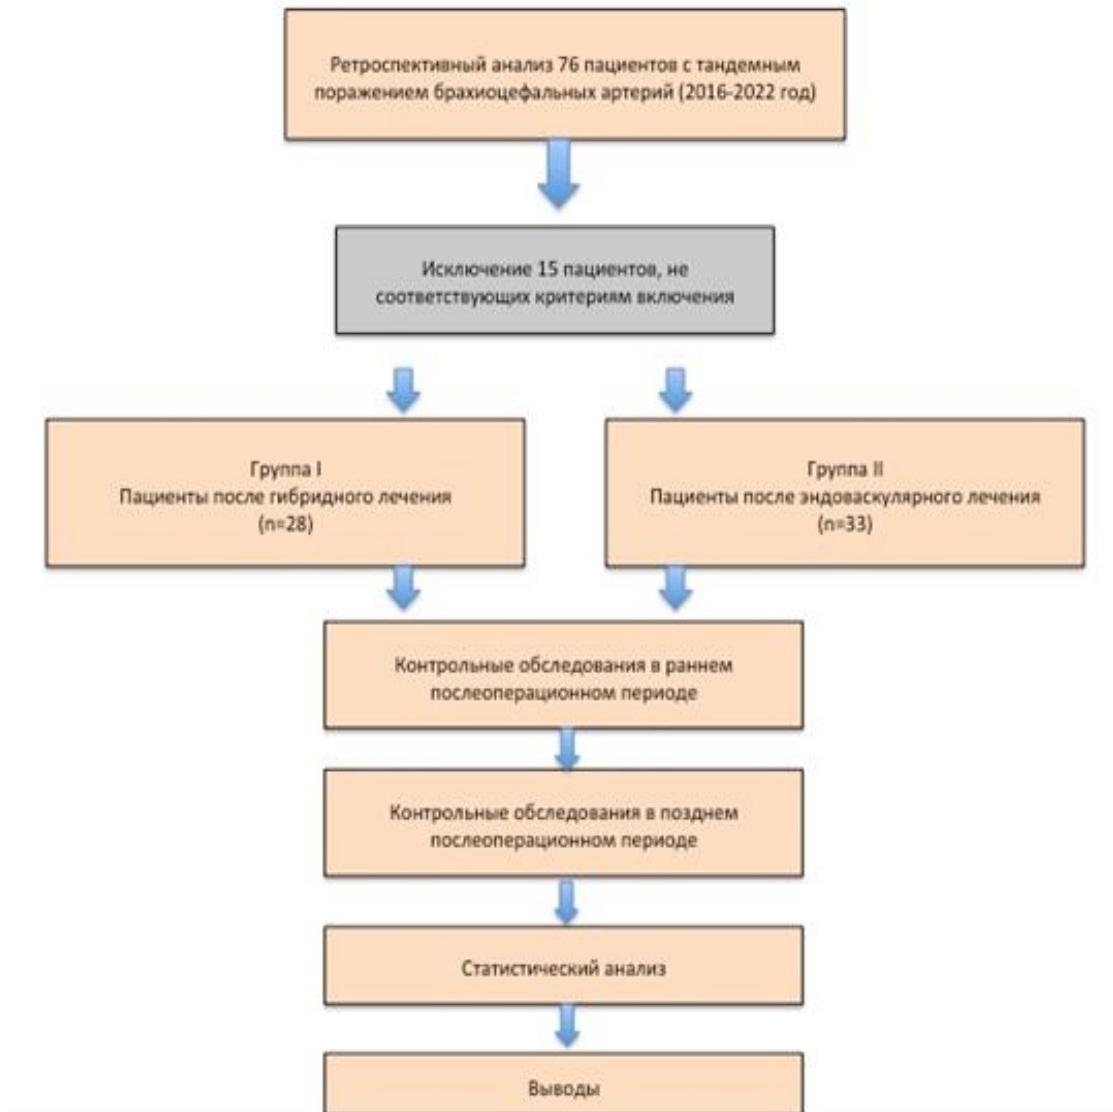 Ретроспективный анализ 76 пациентов с тандемным
поражением брахиоцефальных артерий (2016-2022 год)
Исключение 15 пациентов, не
соответствующих критериям включения
Группа I
Пациенты после гибридного лечения
(n=28)
Группа II
Пациенты после эндоваскулярного лечения
(n=33)
Контрольные обследования в раннем
послеоперационном периоде
Контрольные обследования в позднем
послеоперационном периоде
Статистический анализ
Выводы